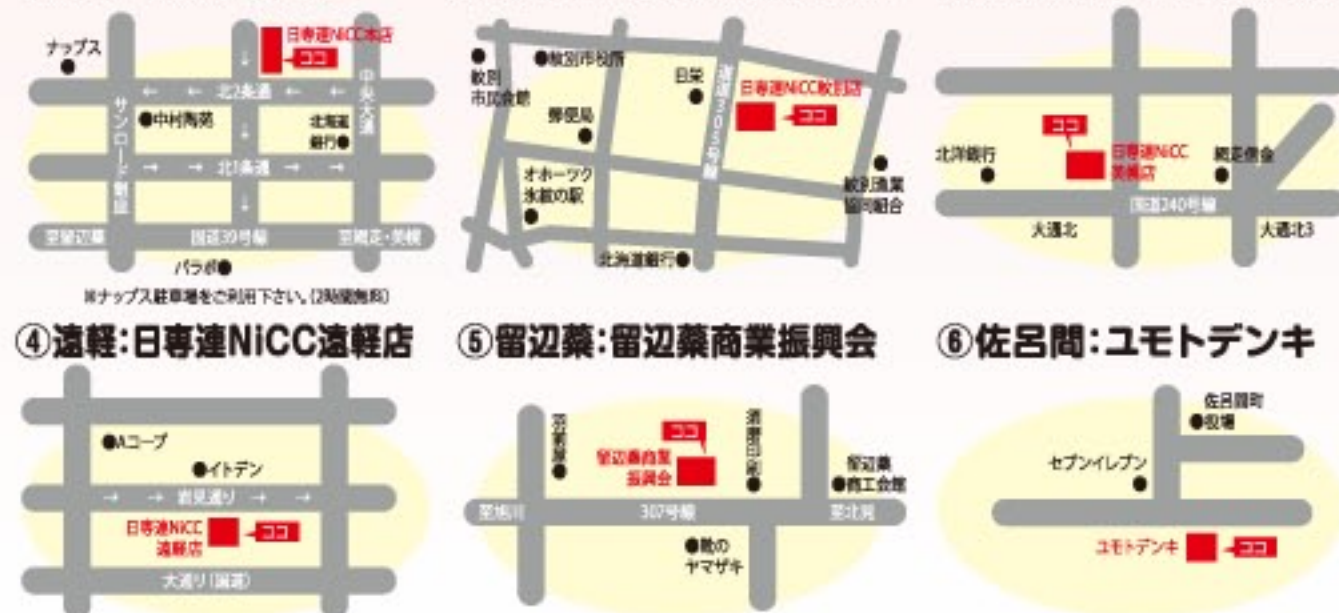 日専連NiCC本店
ココ
ナップス
サンロード銀座
← ← 北2条通 ← ←
中央大通
●中村陶苑
北海道
銀行●
→ → 北1条通 → →
至留辺蘂
国道39号線
至網走・美幌
パラボ●
※ナップス駐車場をご利用下さい。(2時間無料)
紋別
市民会館
●紋別市役所
日栄
道道305号線
日専連NiCC紋別店
ココ
郵便局
オホーツク
氷紋の駅
紋別漁業
協同組合
北海道銀行●
ココ
北洋銀行
日専連NiCC
美幌店
網走信金
国道240号線
大通北
大通北3
④遠軽:日専連NiCC遠軽店
●Aコープ
●イトデン
→ → 岩見通り → →
日専連NiCC
遠軽店
ココ
大通り(国道)
⑤留辺蘂:留辺蘂商業振興会
ココ
留辺蘂商業
振興会
須磨印刷
留辺蘂
●商工会館
至旭川
307号線
至北見
●靴の
ヤマザキ
⑥佐呂間:ユモトデンキ
佐呂間町
●役場
セブンイレブン
ユモトデンキ
ココ